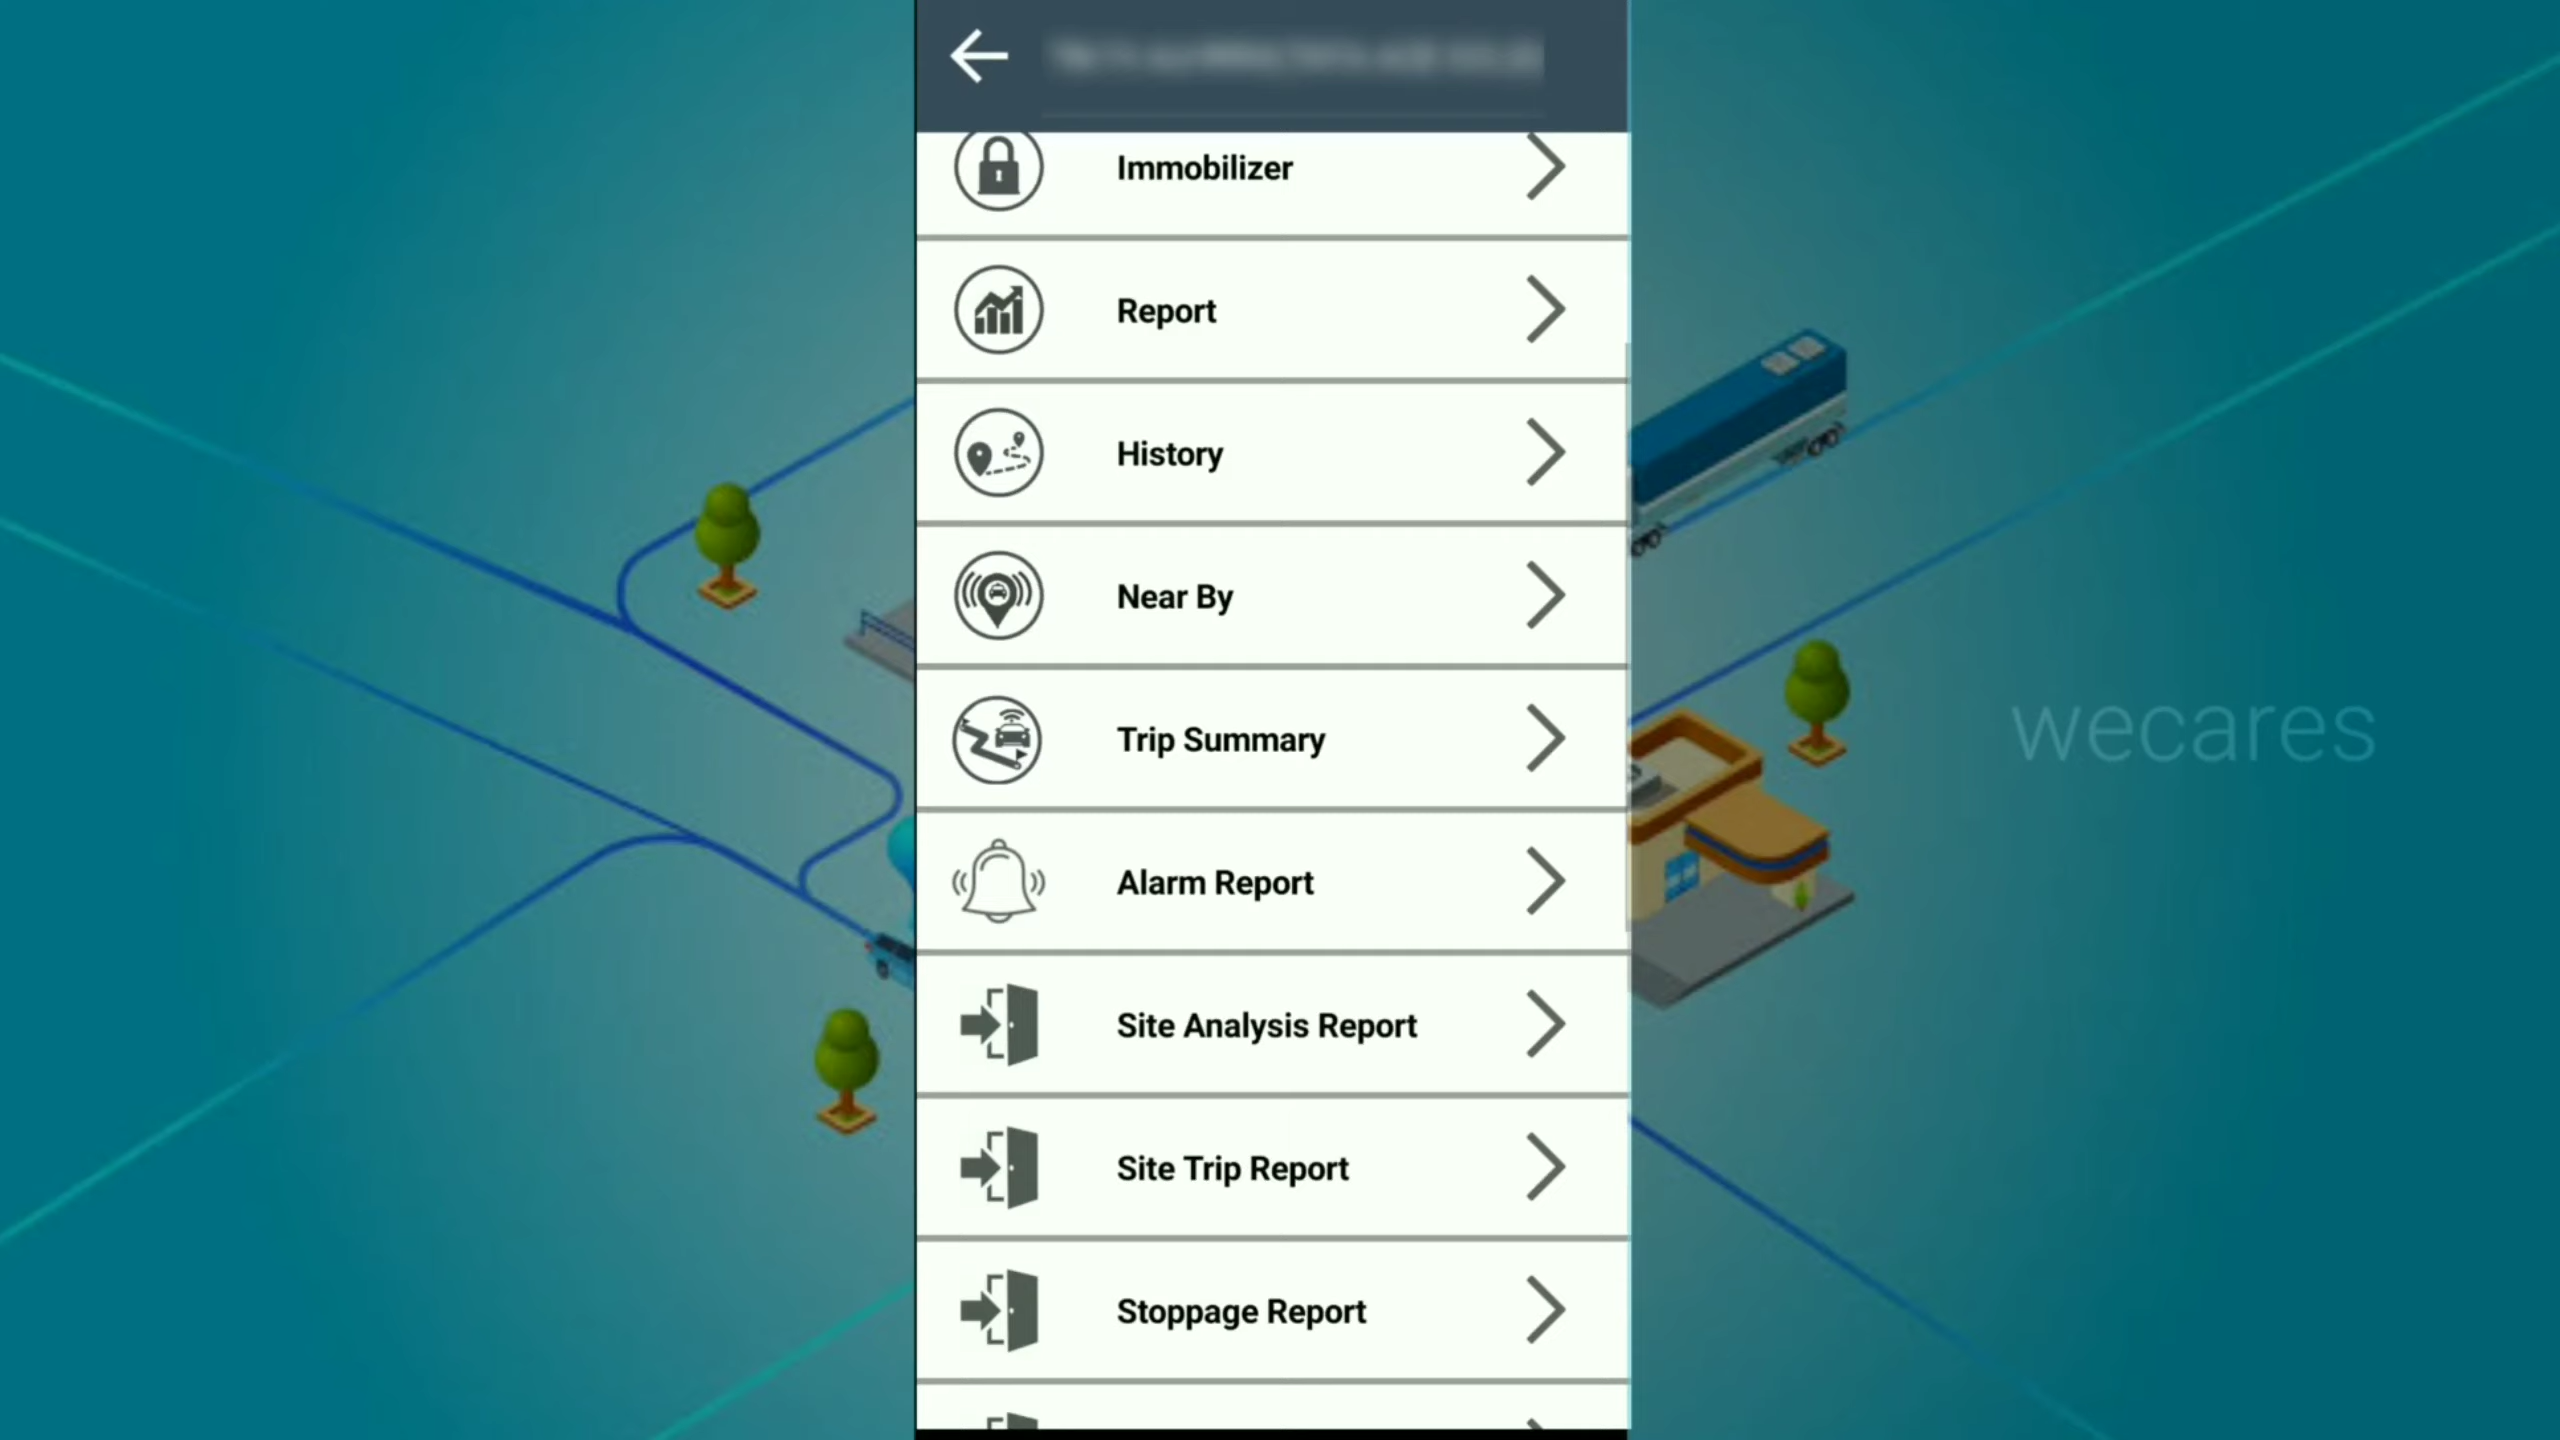 Immobilizer
Report
History
Near By
Trip Summary
wecares
Alarm Report
Site Analysis Report
Site Trip Report
Stoppage Report